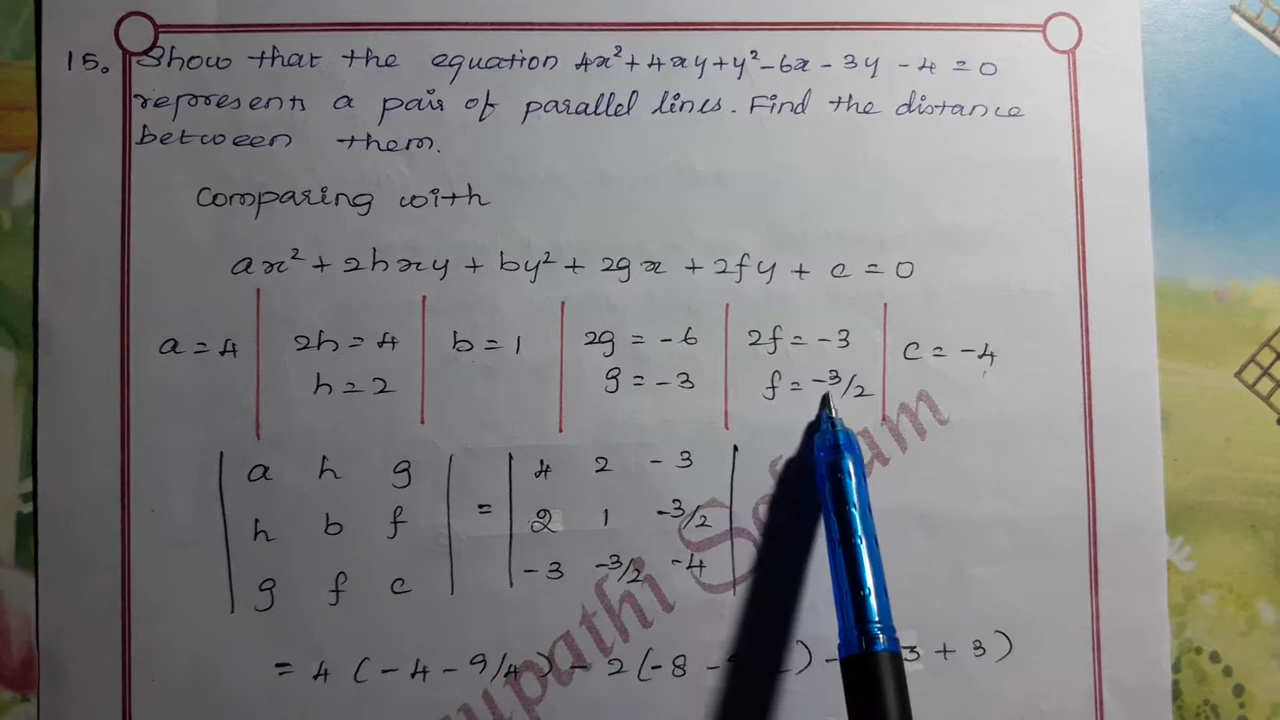 15. Show that the equation 4x²+4xy+y²-6x-3y-4=0
represents a pair of parallel lines. Find the distance
between them.
Comparing with
ax²+2hxy+by²+2gx+2fy+c=0
a=4 2h=4 b=1 2g=-6 2f=-3 c=-4
h=2 g=-3 f=-3/2
a h g 4 2 -3
h b f = 2 1 -3/2
g f c -3 -3/2 -4
= 4(-4-9/4) - 2(-8- ) - 3+3)